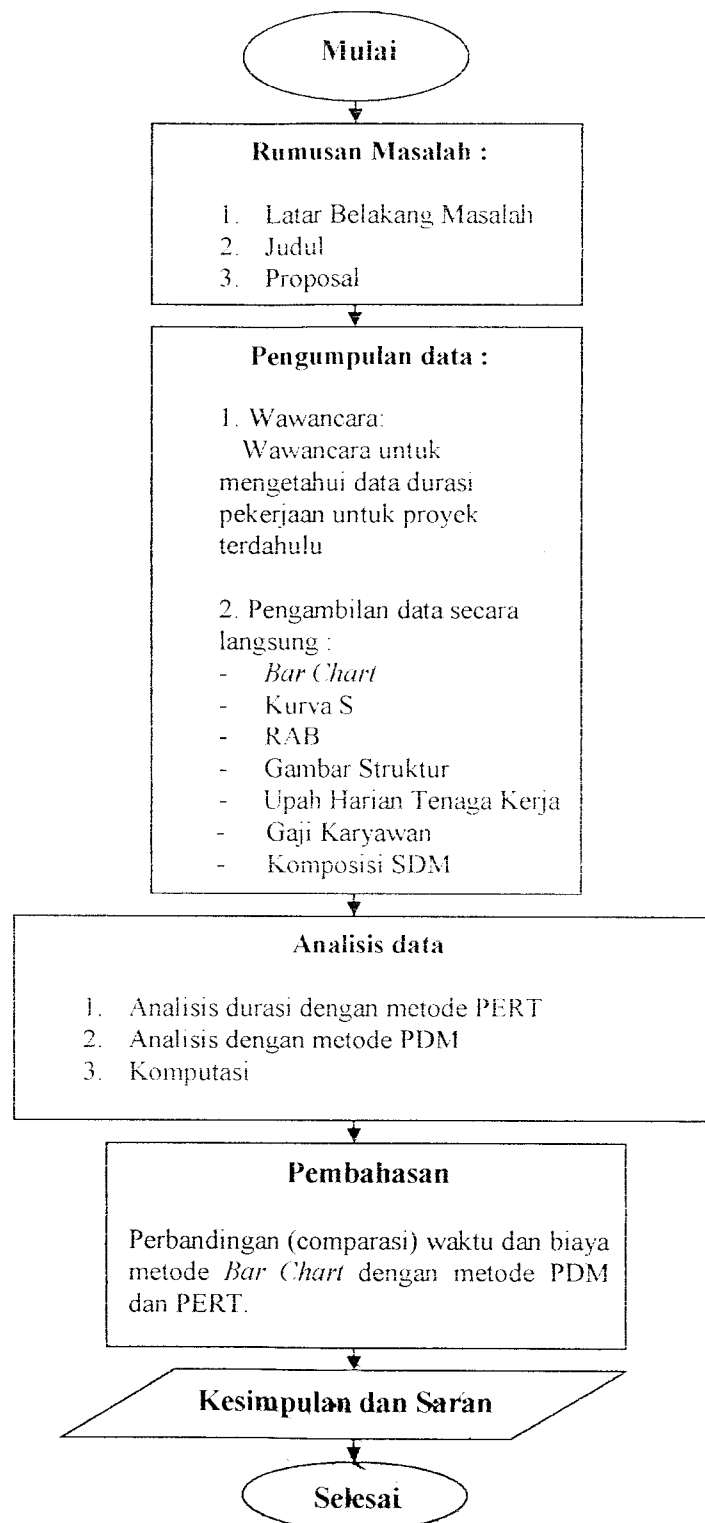 Mulai
Rumusan Masalah :
1. Latar Belakang Masalah
2. Judul
3. Proposal
Pengumpulan data :
1. Wawancara:
Wawancara untuk
mengetahui data durasi
pekerjaan untuk proyek
terdahulu
2. Pengambilan data secara
langsung :
- Bar Chart
- Kurva S
- RAB
- Gambar Struktur
- Upah Harian Tenaga Kerja
- Gaji Karyawan
- Komposisi SDM
Analisis data
1. Analisis durasi dengan metode PERT
2. Analisis dengan metode PDM
3. Komputasi
Pembahasan
Perbandingan (comparasi) waktu dan biaya
metode Bar Chart dengan metode PDM
dan PERT.
Kesimpulan dan Saran
Selesai